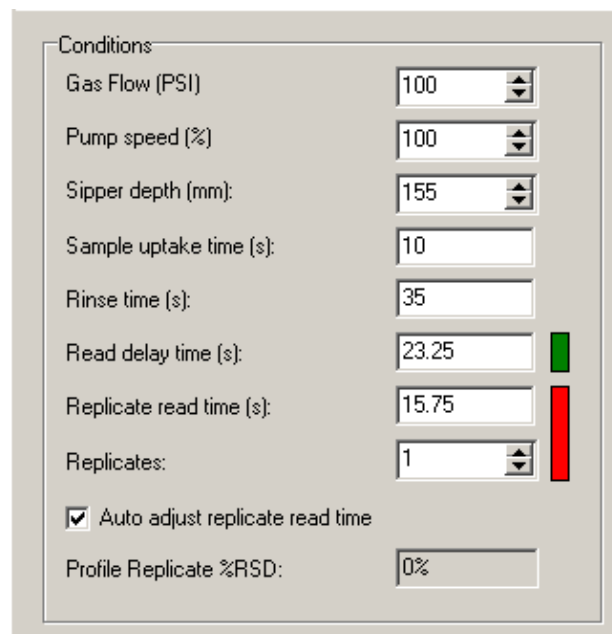 Conditions
Gas Flow (PSI) 100
Pump speed (%) 100
Sipper depth (mm): 155
Sample uptake time (s): 10
Rinse time (s): 35
Read delay time (s): 23.25
Replicate read time (s): 15.75
Replicates: 1
Auto adjust replicate read time
Profile Replicate %RSD: 0%